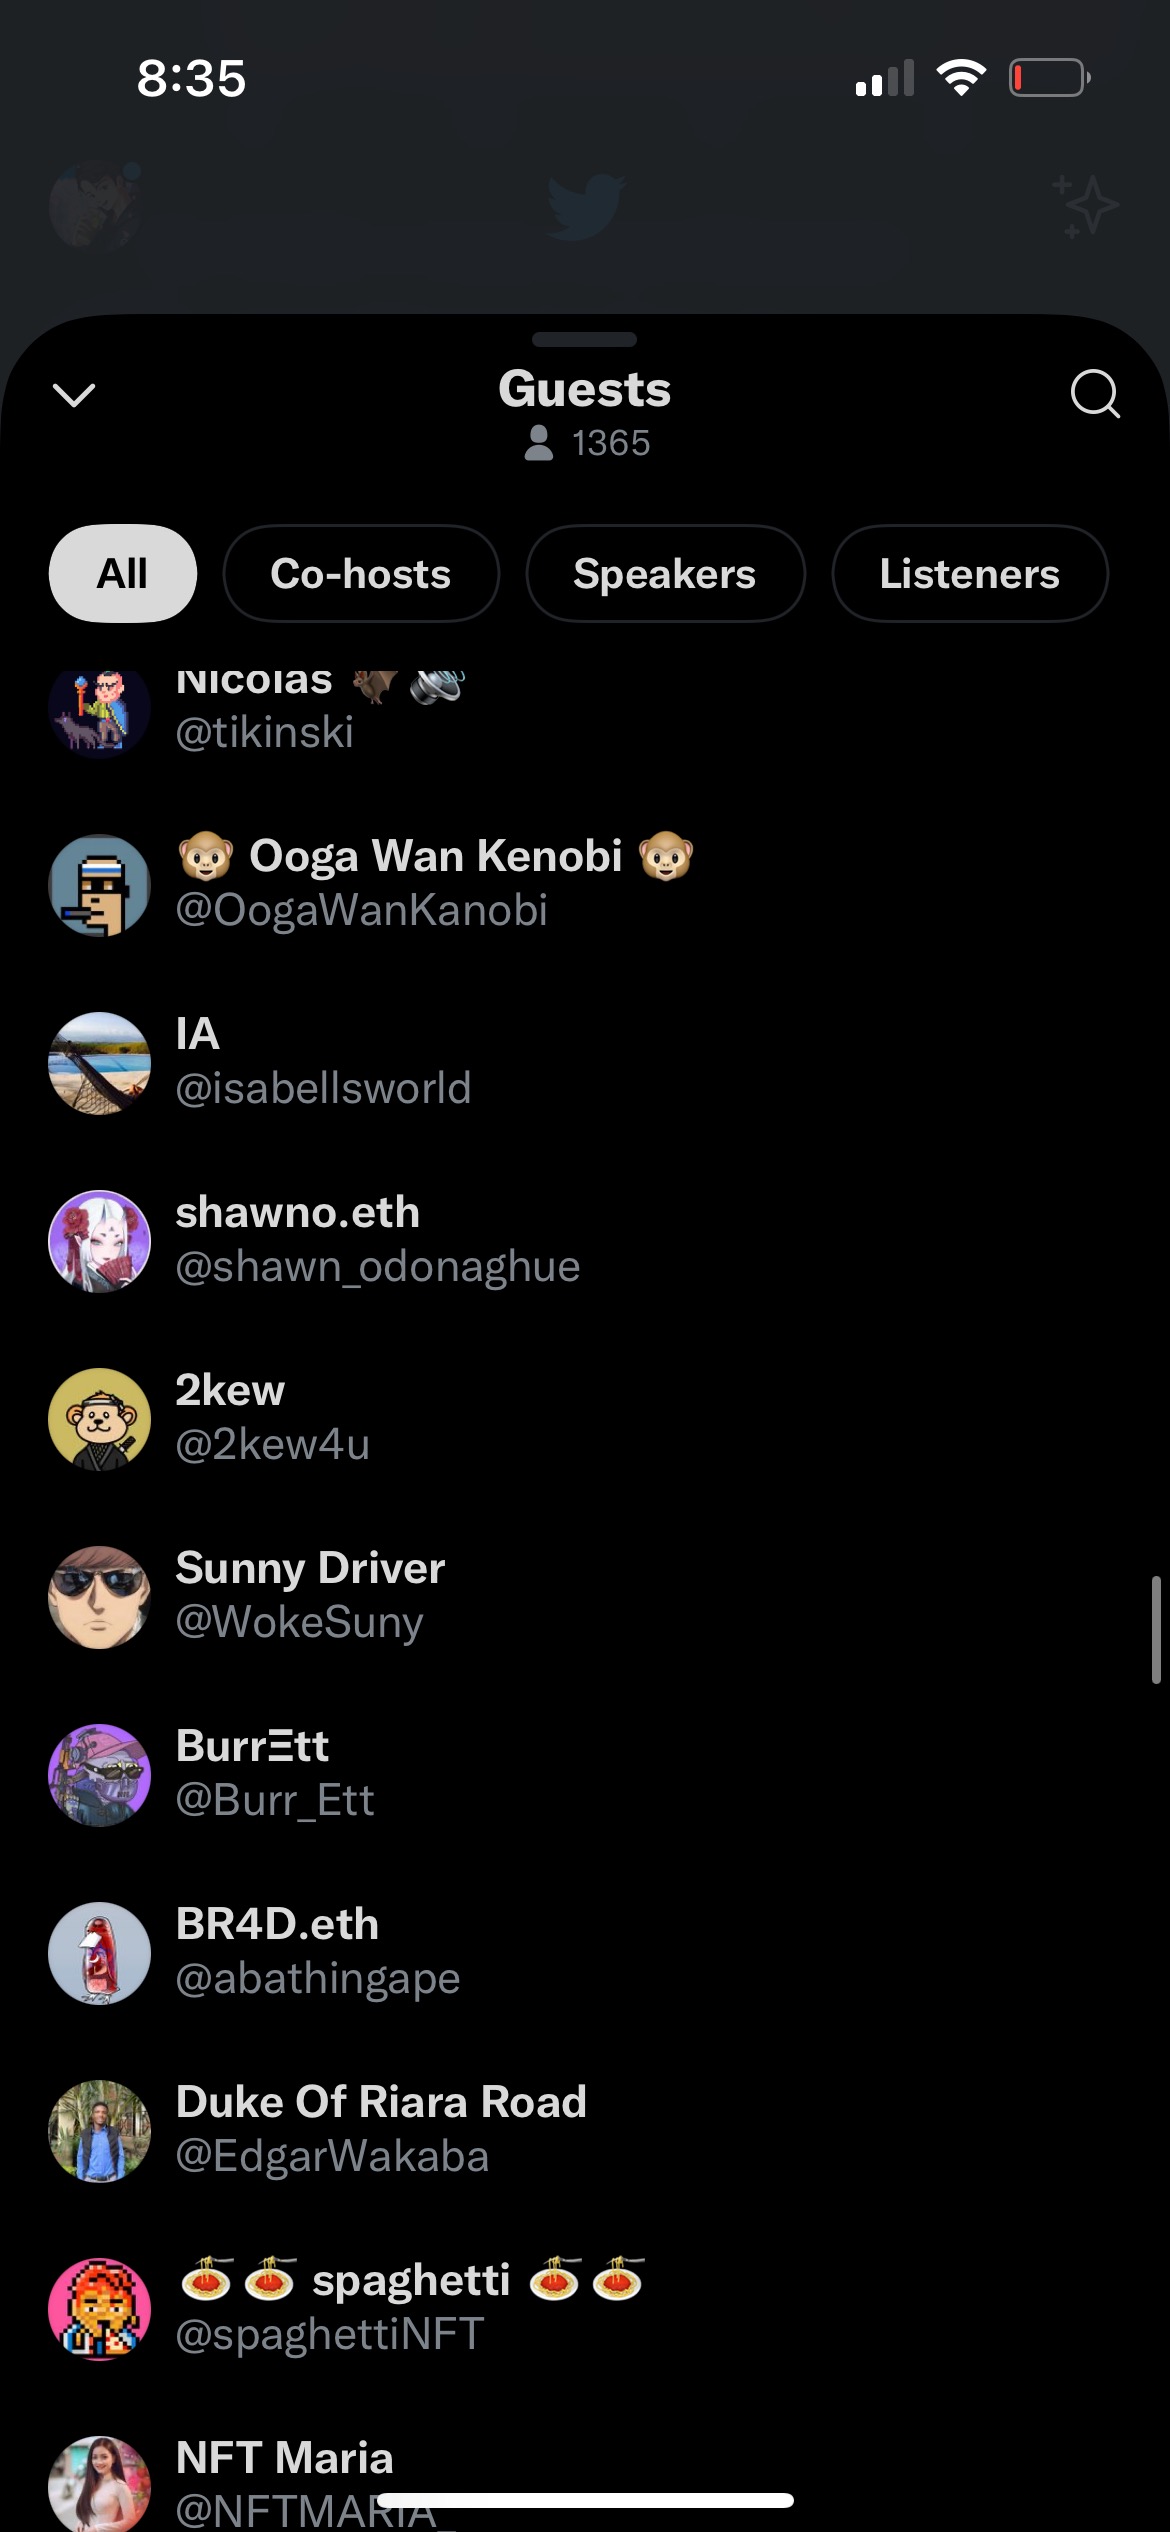 8:35
Guests
1365
All Co-hosts Speakers Listeners
Nicolas 🦇🔊
@tikinski
🐵 Ooga Wan Kenobi 🐵
@OogaWanKanobi
IA
@isabellsworld
shawno.eth
@shawn_odonaghue
2kew
@2kew4u
Sunny Driver
@WokeSuny
BurrΞtt
@Burr_Ett
BR4D.eth
@abathingape
Duke Of Riara Road
@EdgarWakaba
🍝🍝 spaghetti 🍝🍝
@spaghettiNFT
NFT Maria
@NFTMARIA_